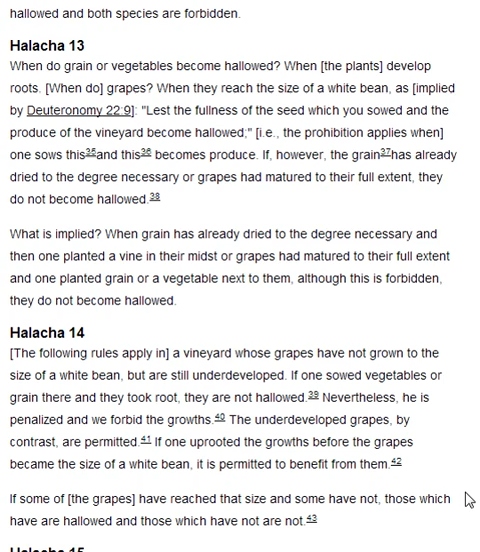 hallowed and both species are forbidden.
Halacha 13
When do grain or vegetables become hallowed? When [the plants] develop
roots. [When do] grapes? When they reach the size of a white bean, as [implied
by Deuteronomy 22:9]: "Lest the fullness of the seed which you sowed and the
produce of the vineyard become hallowed;" [i.e., the prohibition applies when]
one sows this35and this36 becomes produce. If, however, the grain37has already
dried to the degree necessary or grapes had matured to their full extent, they
do not become hallowed.38
What is implied? When grain has already dried to the degree necessary and
then one planted a vine in their midst or grapes had matured to their full extent
and one planted grain or a vegetable next to them, although this is forbidden,
they do not become hallowed.
Halacha 14
[The following rules apply in] a vineyard whose grapes have not grown to the
size of a white bean, but are still underdeveloped. If one sowed vegetables or
grain there and they took root, they are not hallowed.39 Nevertheless, he is
penalized and we forbid the growths.40 The underdeveloped grapes, by
contrast, are permitted.41 If one uprooted the growths before the grapes
became the size of a white bean, it is permitted to benefit from them.42
If some of [the grapes] have reached that size and some have not, those which
have are hallowed and those which have not are not.43